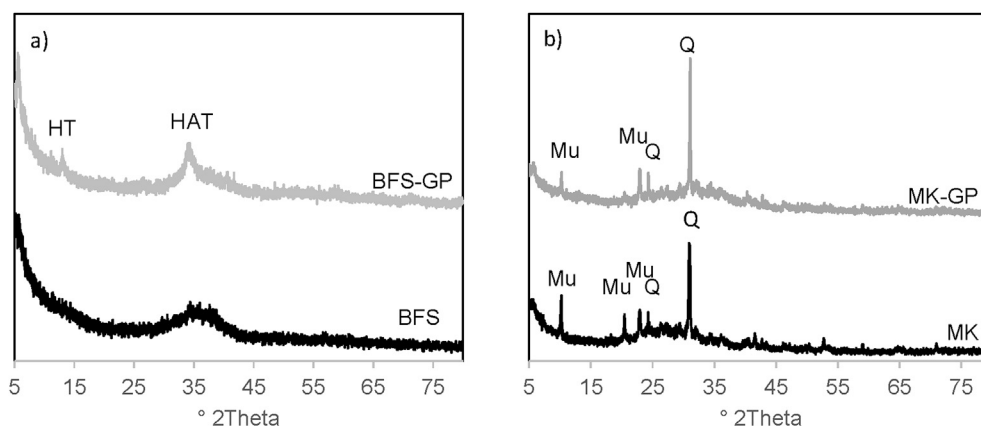 a)
HT
HAT
BFS-GP
BFS
5 15 25 35 45 55 65 75
° 2Theta
b)
Q
Mu
Mu
Q
MK-GP
Q
Mu
Mu
Mu
Q
MK
5 15 25 35 45 55 65 75
° 2Theta